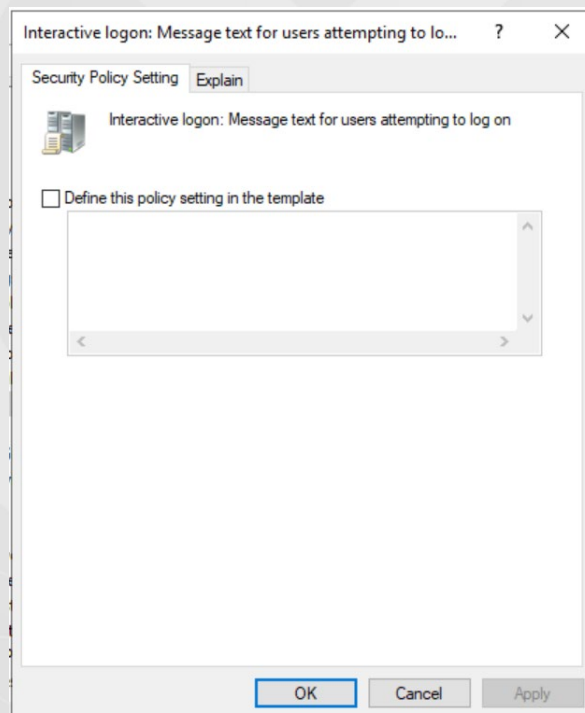 Interactive logon: Message text for users attempting to lo... ?
Security Policy Setting Explain
Interactive logon: Message text for users attempting to log on
Define this policy setting in the template
OK Cancel Apply